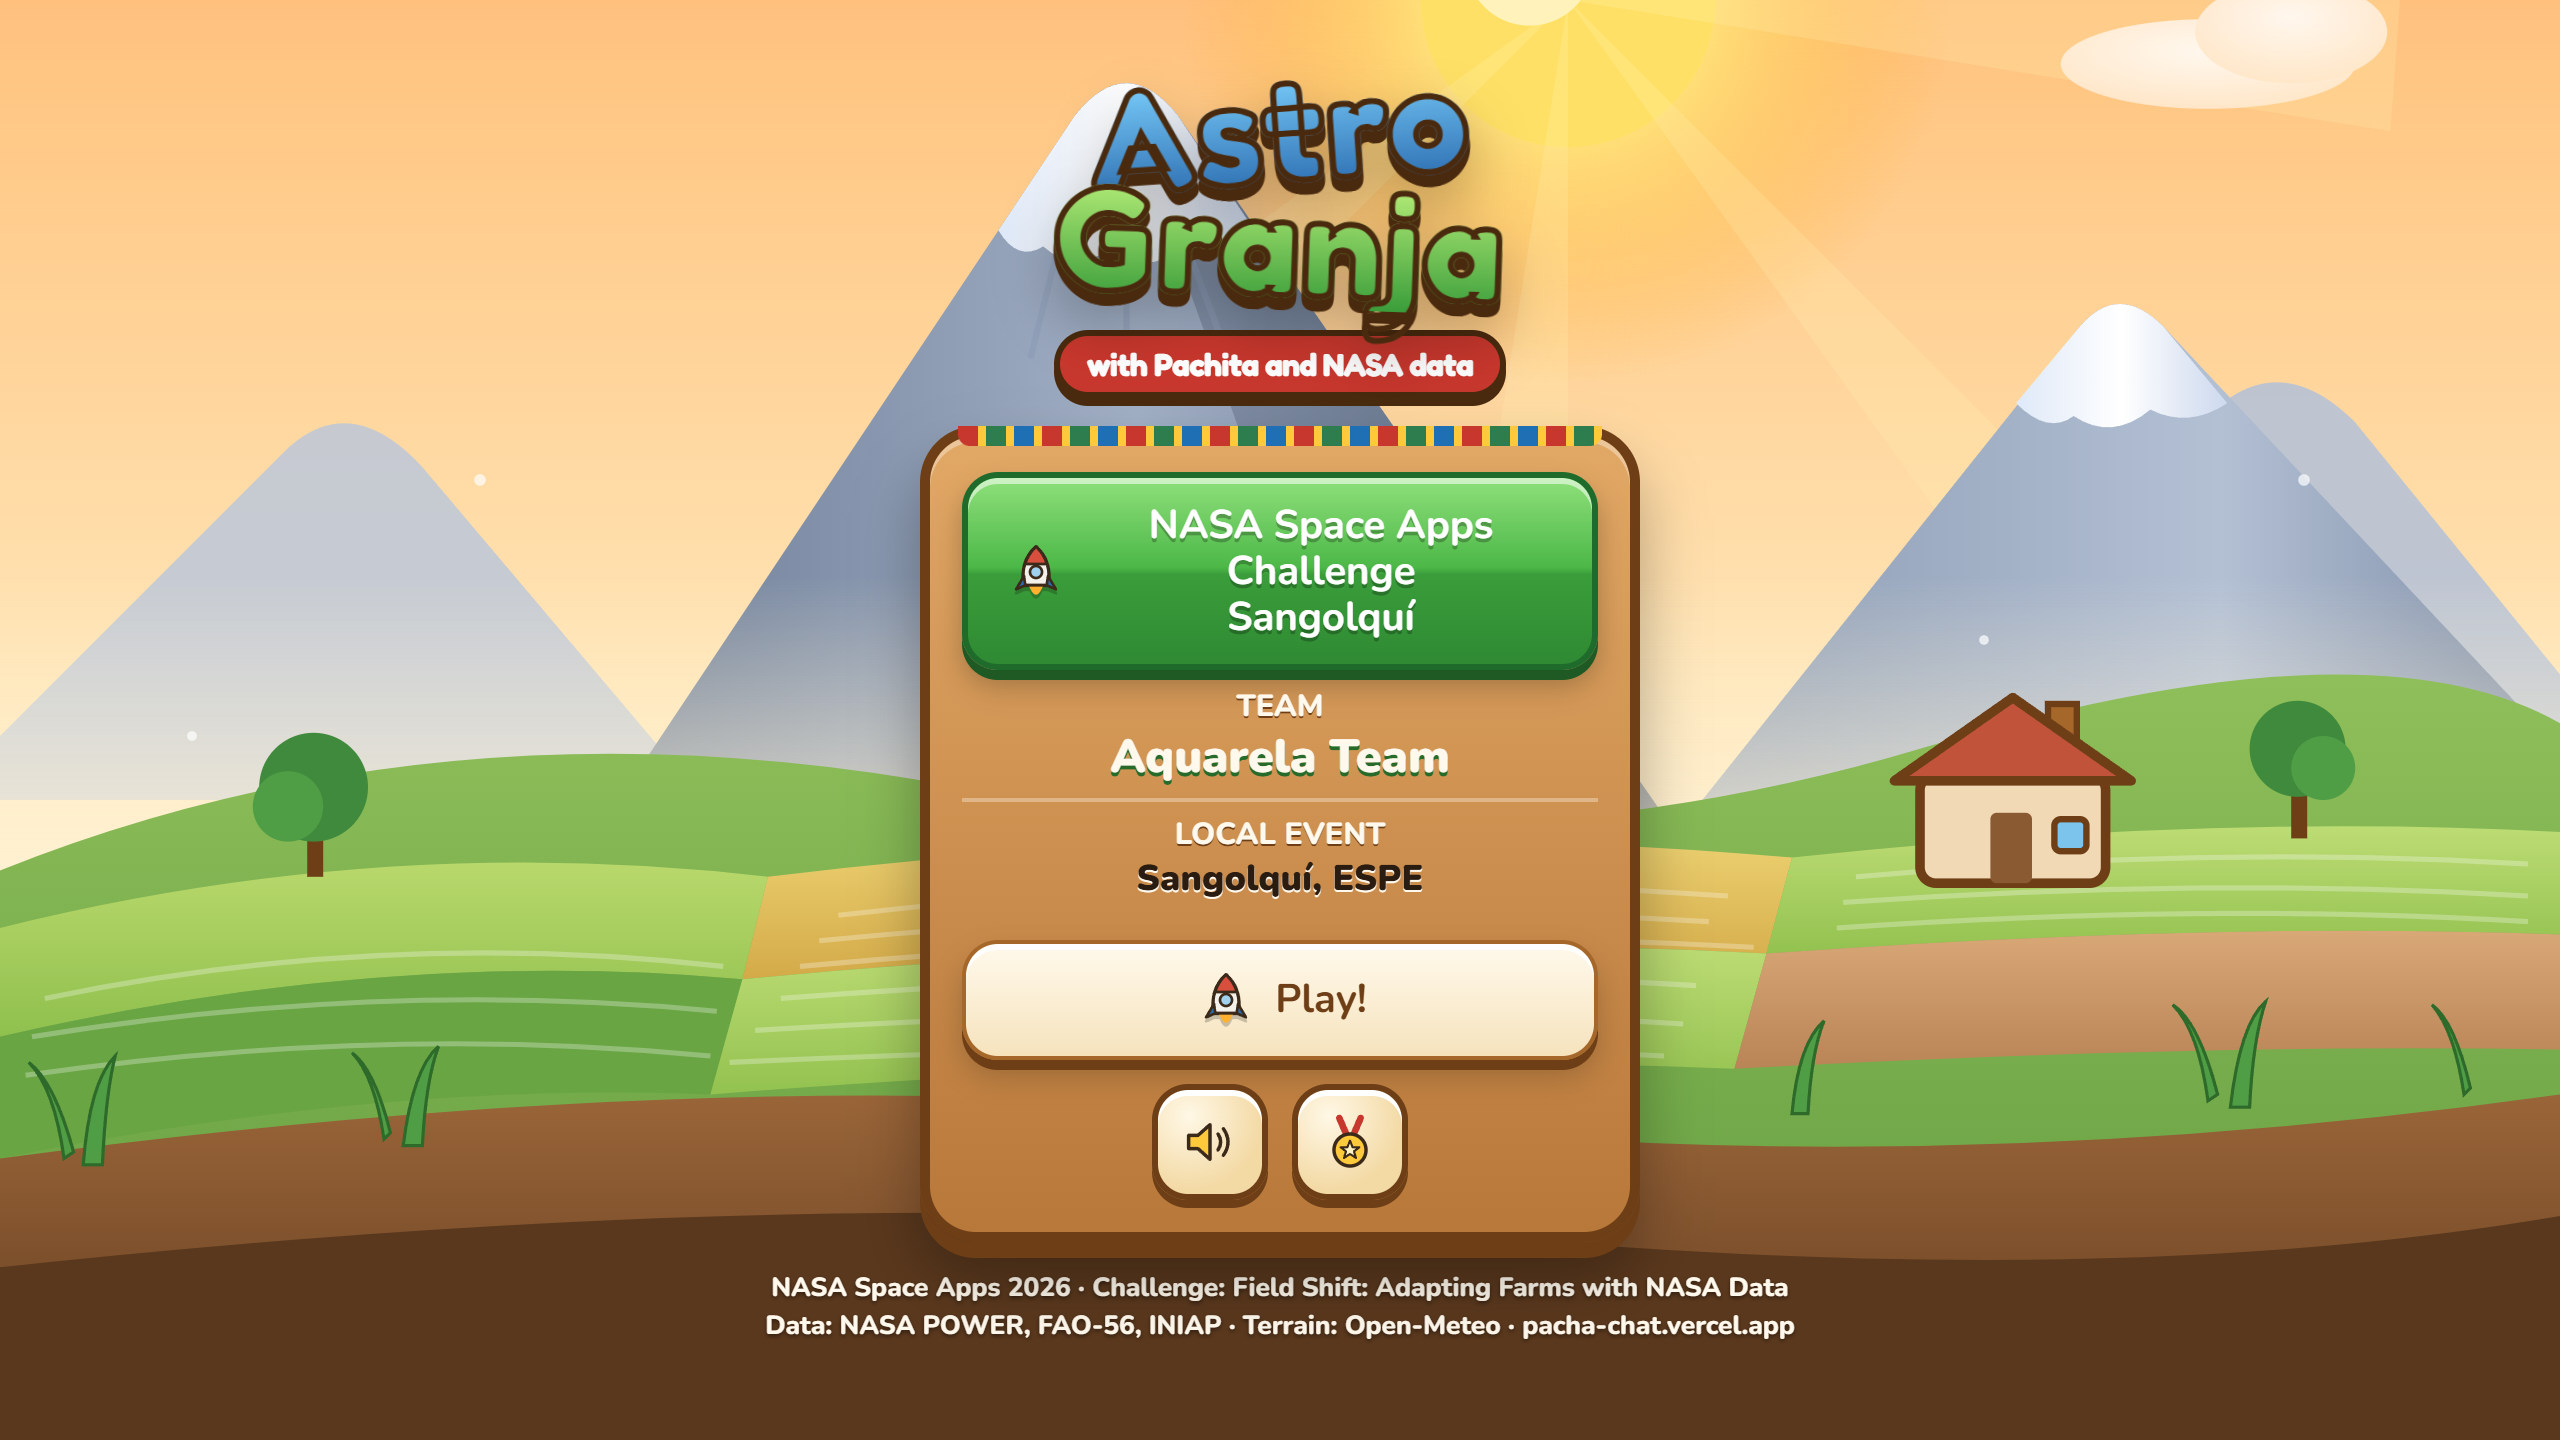 Astro
Granja
with Pachita and NASA data
NASA Space Apps
Challenge
Sangolquí
TEAM
Aquarela Team
LOCAL EVENT
Sangolquí, ESPE
Play!
NASA Space Apps 2026 · Challenge: Field Shift: Adapting Farms with NASA Data
Data: NASA POWER, FAO-56, INIAP · Terrain: Open-Meteo · pacha-chat.vercel.app